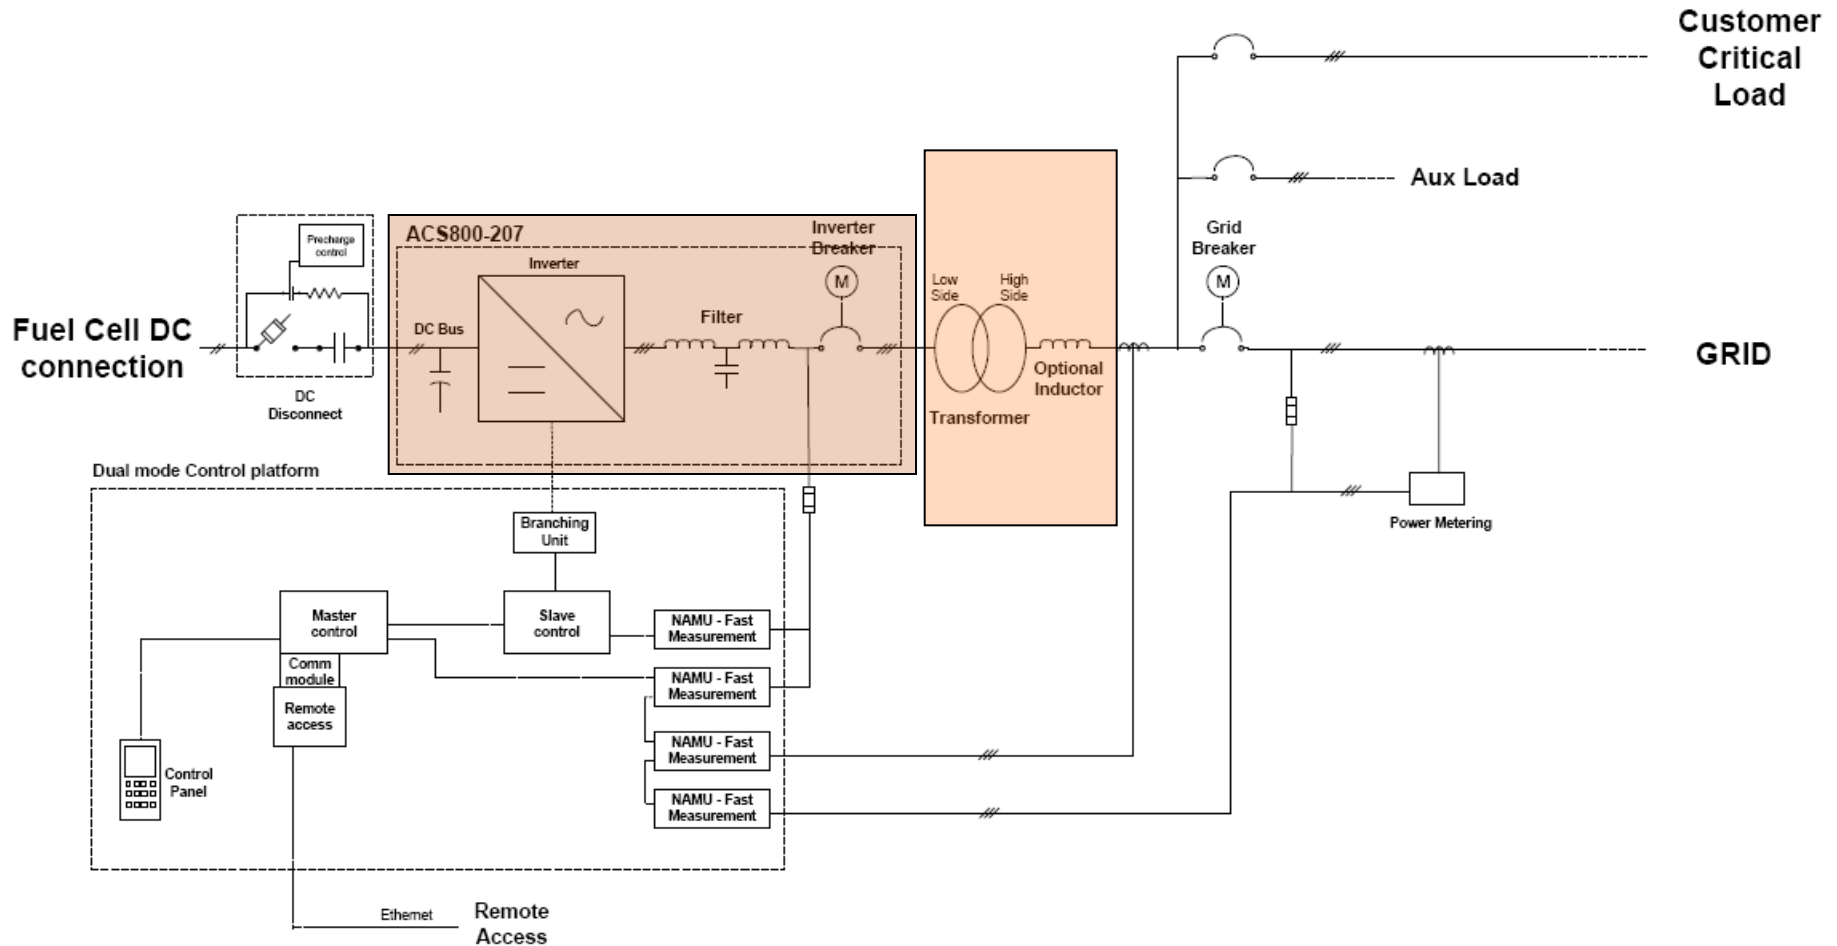 Customer
Critical
Load
Aux Load
Grid
Breaker
M
GRID
Precharge
control
ACS800-207
Inverter
Breaker
Inverter
M
Low
Side
High
Side
Fuel Cell DC
connection
DC Bus
Filter
Optional
Inductor
DC
Disconnect
Transformer
Dual mode Control platform
Power Metering
Branching
Unit
Master
control
Slave
control
NAMU - Fast
Measurement
Comm
module
NAMU - Fast
Measurement
Remote
access
NAMU - Fast
Measurement
Control
Panel
NAMU - Fast
Measurement
Ethernet
Remote
Access